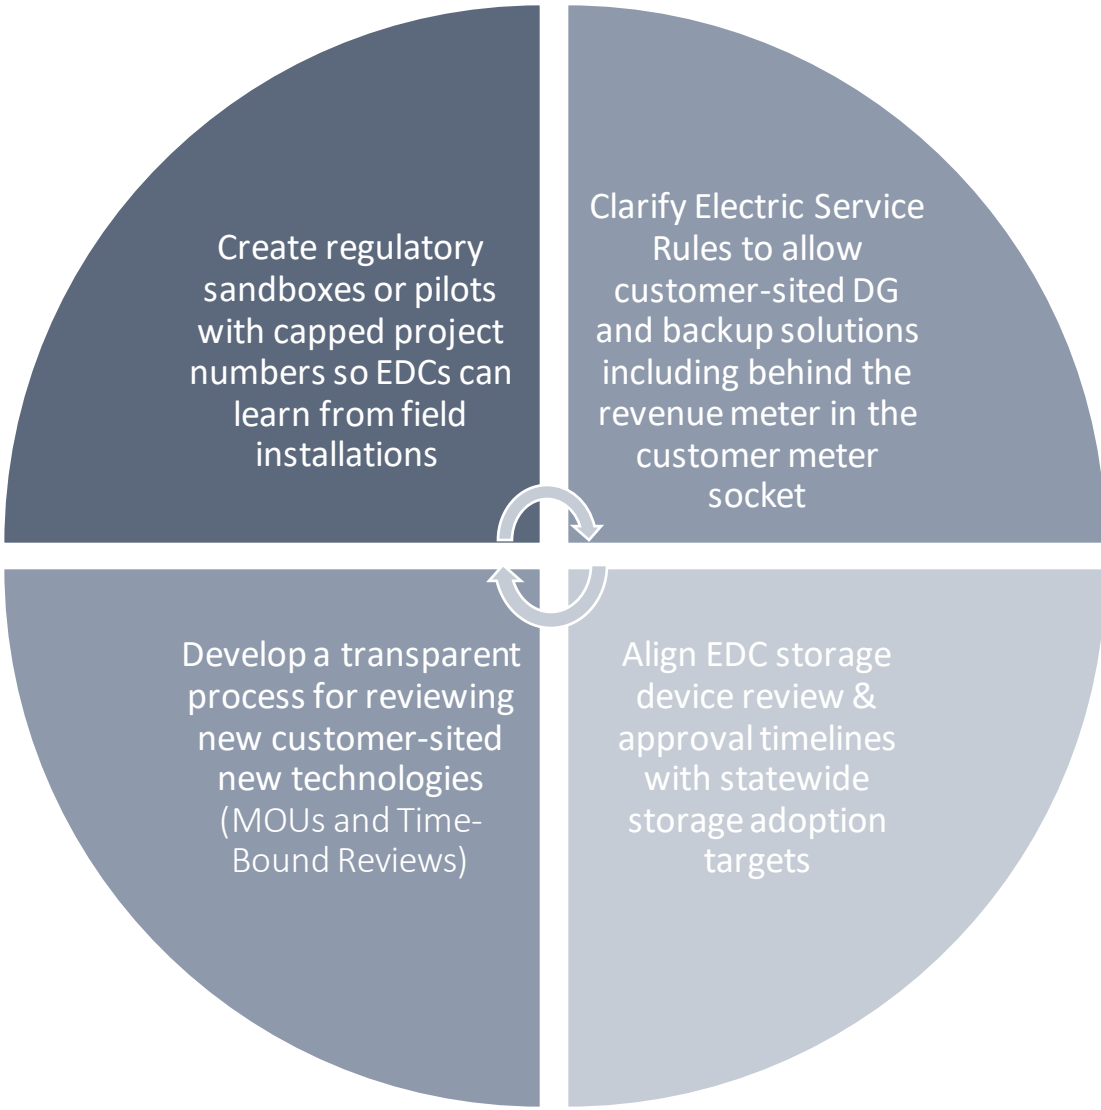 Create regulatory
sandboxes or pilots
with capped project
numbers so EDCs can
learn from field
installations
Clarify Electric Service
Rules to allow
customer-sited DG
and backup solutions
including behind the
revenue meter in the
customer meter
socket
Develop a transparent
process for reviewing
new customer-sited
new technologies
(MOUs and Time-
Bound Reviews)
Align EDC storage
device review &
approval timelines
with statewide
storage adoption
targets